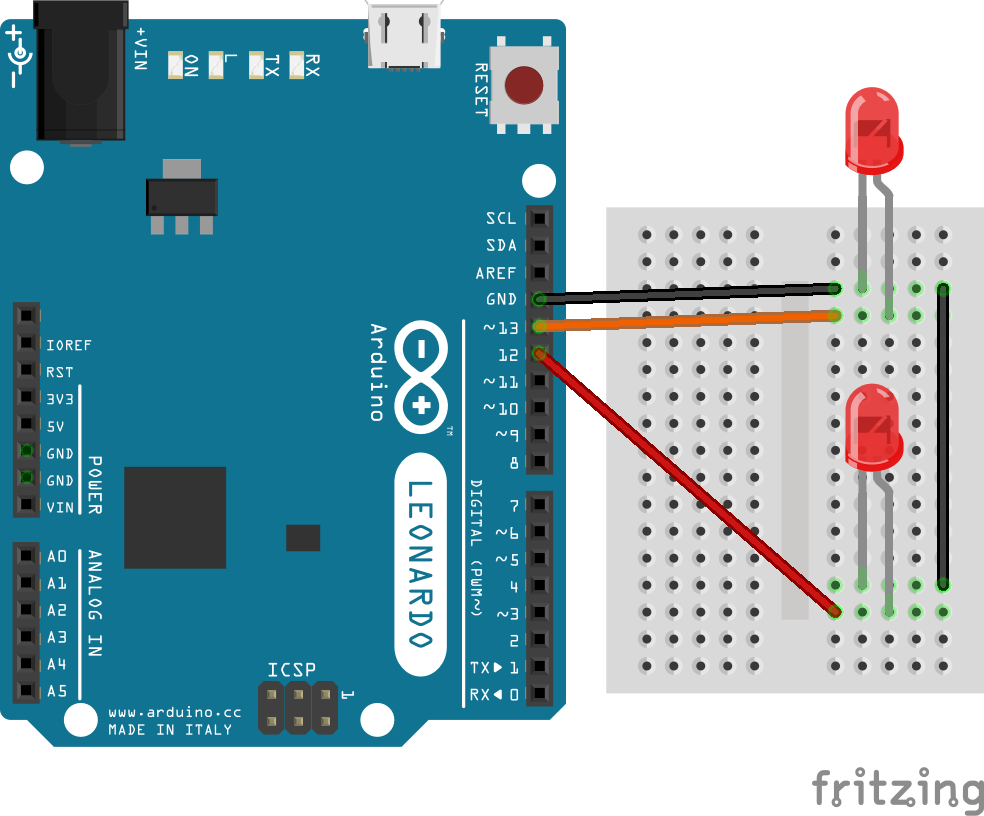 +VIN
ON
L
TX
RX
RESET
SCL
SDA
AREF
GND
~13
12
~11
~10
~9
8
7
~6
~5
4
~3
2
TX▶ 1
RX◀ 0
DIGITAL (PWM~)
Arduino
TM
LEONARDO
IOREF
RST
3V3
5V
GND
GND
VIN
POWER
A0
A1
A2
A3
A4
A5
ANALOG IN
ICSP
1
www.arduino.cc
MADE IN ITALY
fritzing